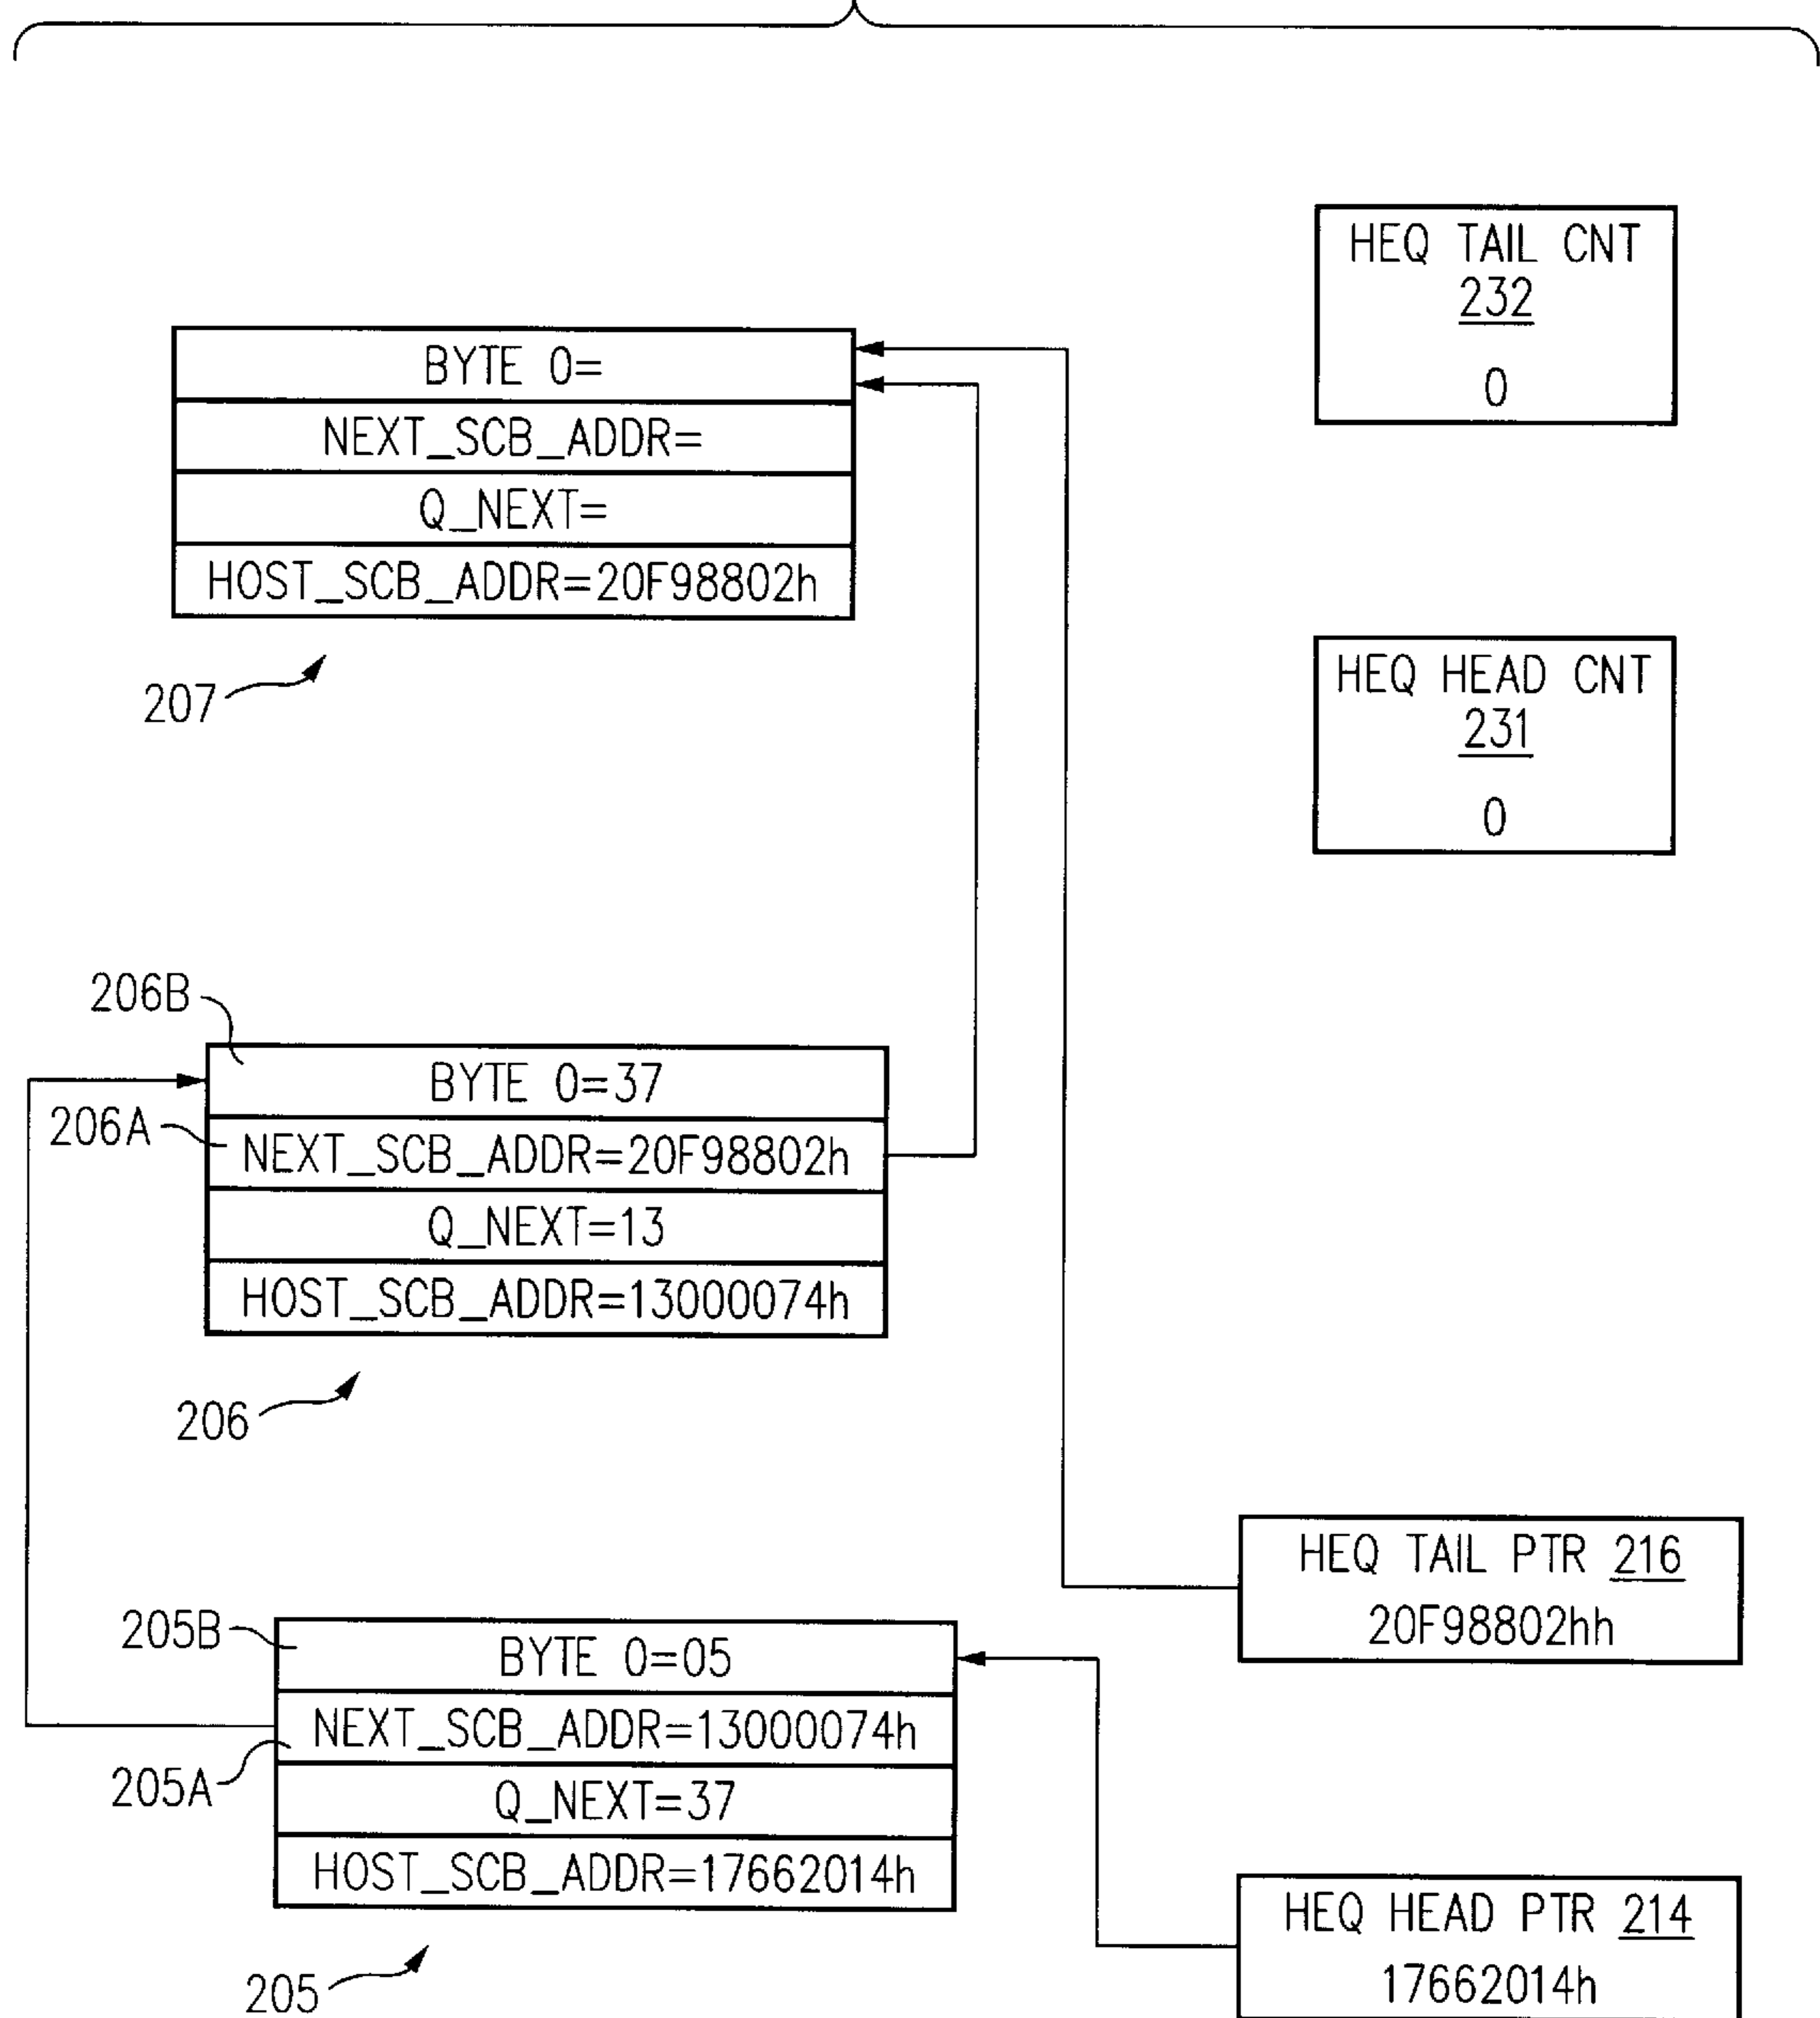 HEQ TAIL CNT
232
0
BYTE 0=
NEXT_SCB_ADDR=
Q_NEXT=
HOST_SCB_ADDR=20F98802h
207
HEQ HEAD CNT
231
0
206B
BYTE 0=37
206A
NEXT_SCB_ADDR=20F98802h
Q_NEXT=13
HOST_SCB_ADDR=13000074h
206
HEQ TAIL PTR 216
20F98802hh
205B
BYTE 0=05
NEXT_SCB_ADDR=13000074h
205A
Q_NEXT=37
HOST_SCB_ADDR=17662014h
205
HEQ HEAD PTR 214
17662014h